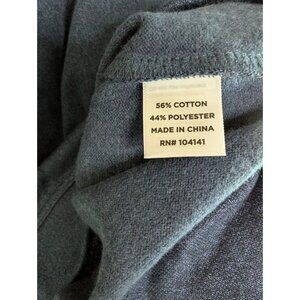 56% COTTON
44% POLYESTER
MADE IN CHINA
RN# 104141